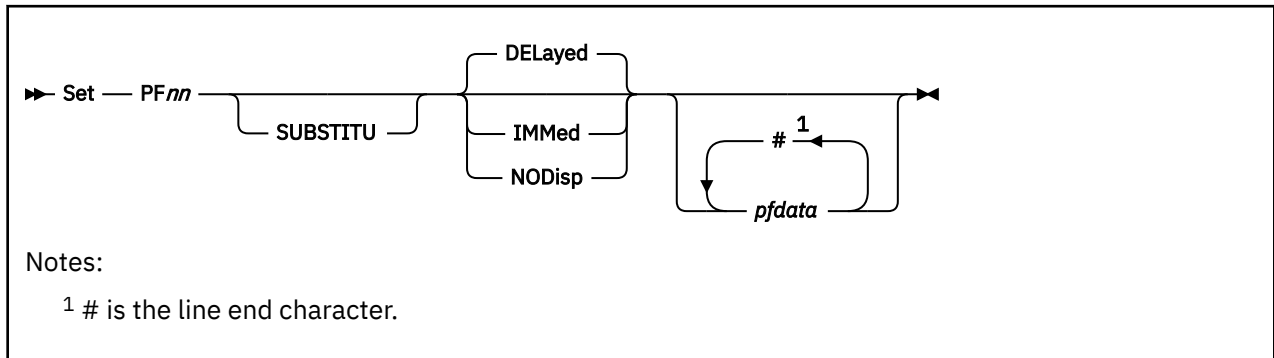 DELayed
Set PFnn
SUBSTITU
IMMed
NODisp
# 1
pfdata
Notes:
1 # is the line end character.